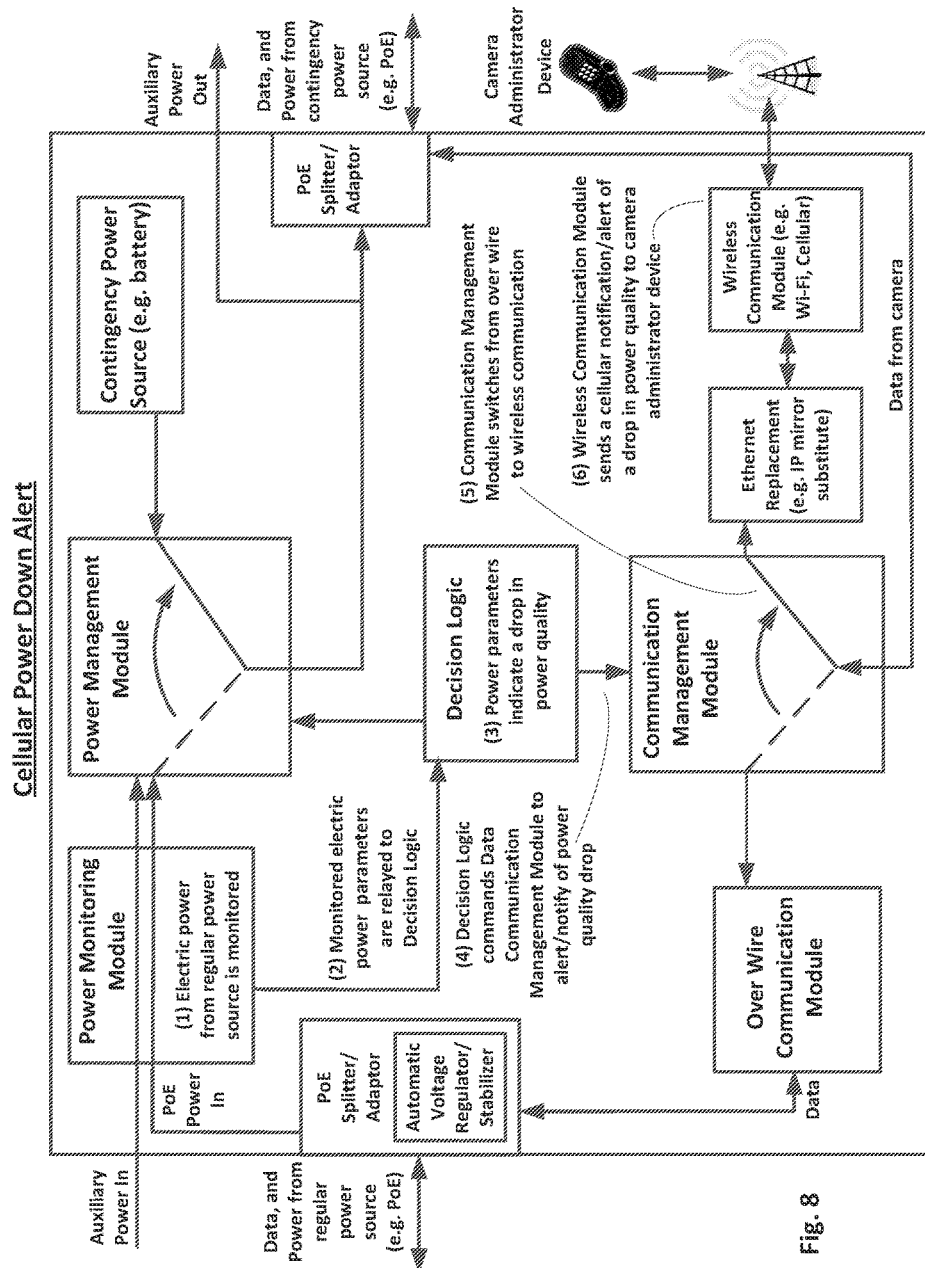 Cellular Power Down Alert
Auxiliary
Power In
Data, and
Power from
regular
power
source
(e.g. PoE)
Power Monitoring
Module
(1) Electric power
from regular power
source is monitored
PoE
Power
In
PoE
Splitter/
Adaptor
Automatic
Voltage
Regulator/
Stabilizer
Power Management
Module
Contingency Power
Source (e.g. battery)
Auxiliary
Power
Out
Data, and
Power from
contingency
power
source
(e.g. PoE)
PoE
Splitter/
Adaptor
(2) Monitored electric
power parameters
are relayed to
Decision Logic
Decision Logic
(3) Power parameters
indicate a drop in
power quality
(4) Decision Logic
commands Data
Communication
Management Module to
alert/notify of power
quality drop
(5) Communication Management
Module switches from over wire
to wireless communication
(6) Wireless Communication Module
sends a cellular notification/alert of
a drop in power quality to camera
administrator device
Camera
Administrator
Device
Data
Over Wire
Communication
Module
Communication
Management
Module
Ethernet
Replacement
(e.g. IP mirror
substitute)
Wireless
Communication
Module (e.g.
Wi-Fi, Cellular)
Data from camera
Fig. 8